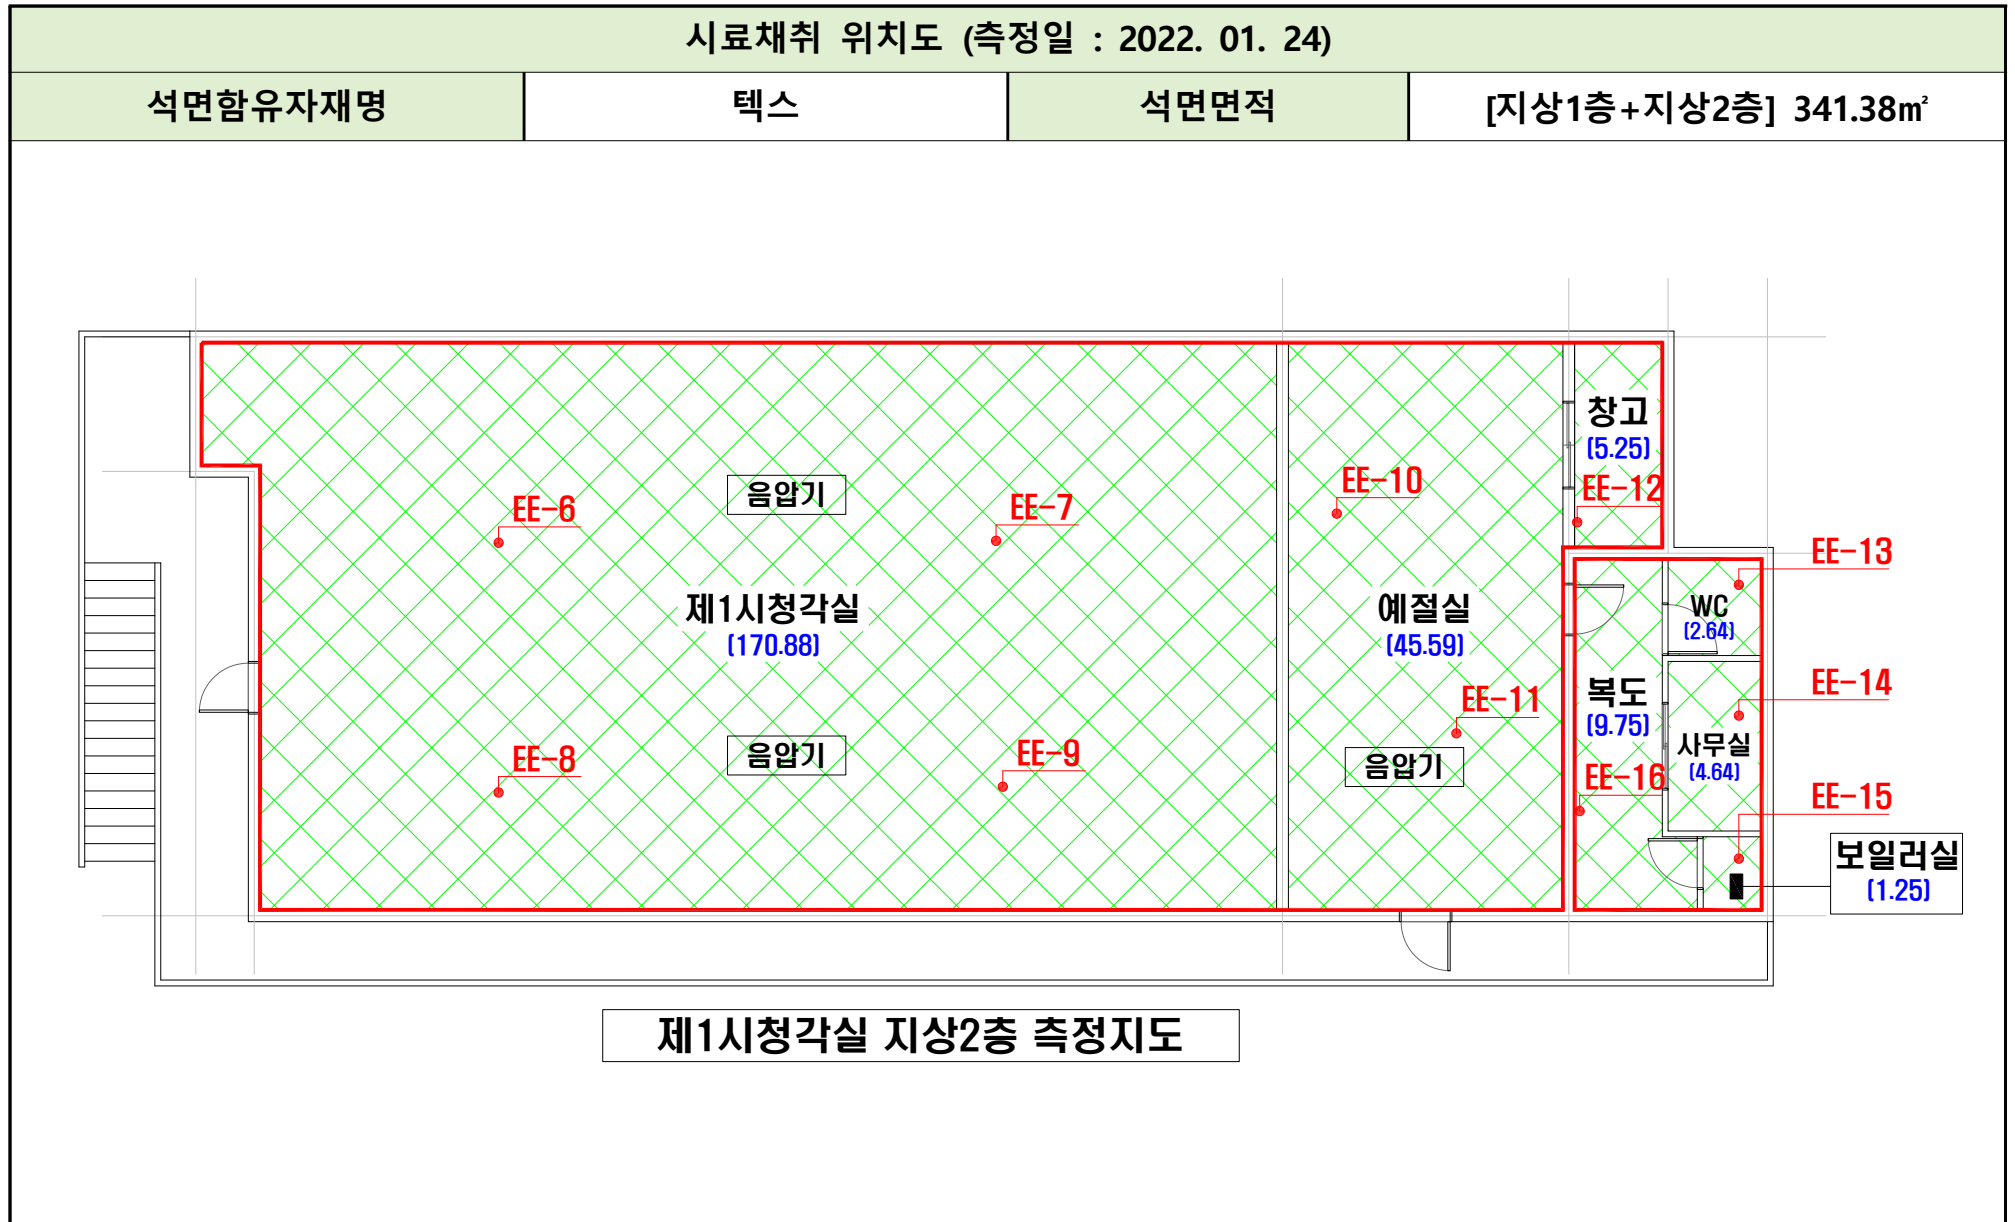 시료채취 위치도 (측정일 : 2022. 01. 24)
석면함유자재명 텍스 석면면적 [지상1층+지상2층] 341.38㎡
창고
(5.25)
EE-10
EE-12
음압기
EE-6
EE-7
EE-13
제1시청각실
(170.88)
예절실
(45.59)
WC
(2.64)
EE-14
복도
(9.75)
EE-11
사무실
(4.64)
음압기
EE-8
EE-9
음압기
EE-16
EE-15
보일러실
(1.25)
제1시청각실 지상2층 측정지도